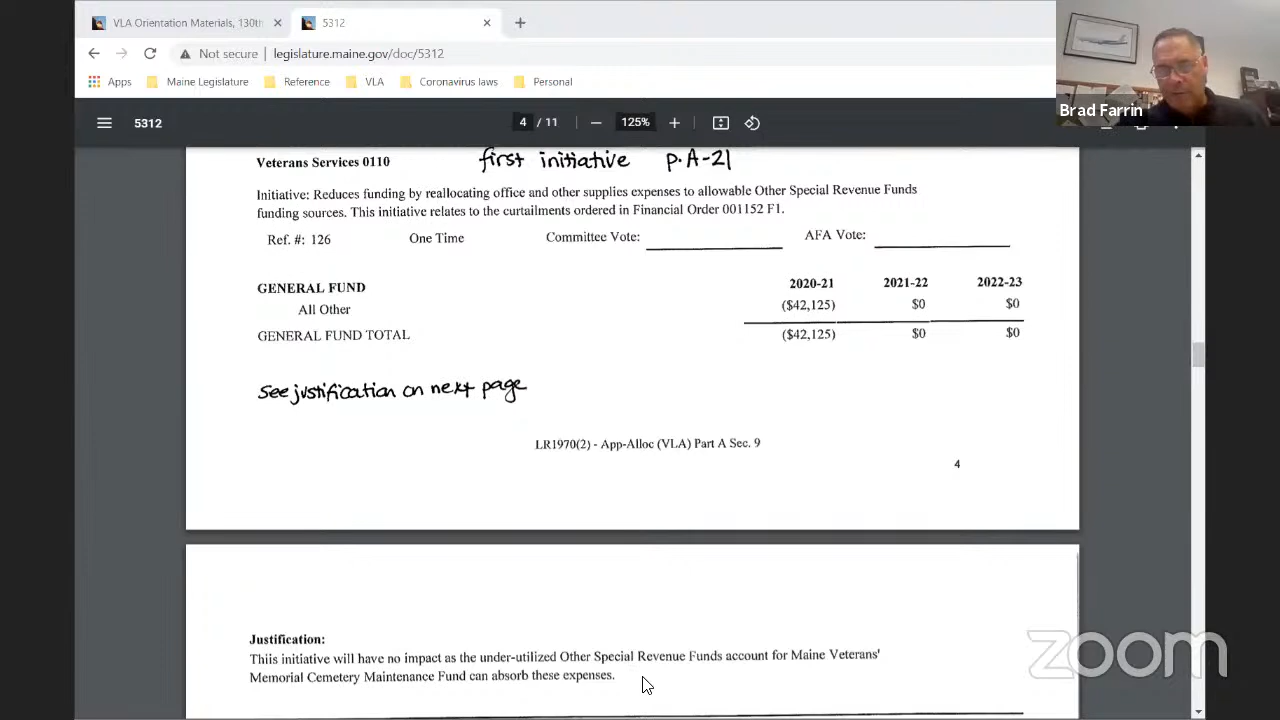 VLA Orientation Materials, 130th
5312
Not secure | legislature.maine.gov/doc/5312
Apps Maine Legislature Reference VLA Coronavirus laws Personal
5312
4 / 11 125%
Brad Farrin
Veterans Services 0110 first initiative p.A-21
Initiative: Reduces funding by reallocating office and other supplies expenses to allowable Other Special Revenue Funds
funding sources. This initiative relates to the curtailments ordered in Financial Order 001152 F1.
Ref. #: 126 One Time Committee Vote: AFA Vote:
GENERAL FUND 2020-21 2021-22 2022-23
All Other ($42,125) $0 $0
GENERAL FUND TOTAL ($42,125) $0 $0
See justification on next page
LR1970(2) - App-Alloc (VLA) Part A Sec. 9
4
Justification:
Thiis initiative will have no impact as the under-utilized Other Special Revenue Funds account for Maine Veterans'
Memorial Cemetery Maintenance Fund can absorb these expenses.
zoom